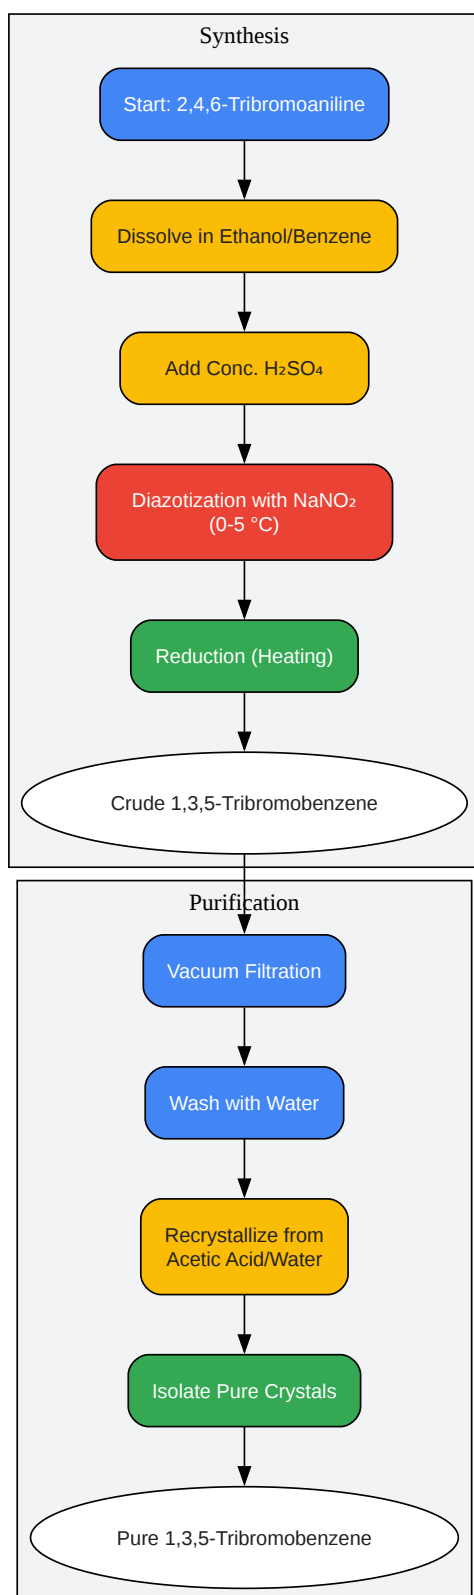 Synthesis
Start: 2,4,6-Tribromoaniline
Dissolve in Ethanol/Benzene
Add Conc. H₂SO₄
Diazotization with NaNO₂
(0-5 °C)
Reduction (Heating)
Crude 1,3,5-Tribromobenzene
Purification
Vacuum Filtration
Wash with Water
Recrystallize from
Acetic Acid/Water
Isolate Pure Crystals
Pure 1,3,5-Tribromobenzene